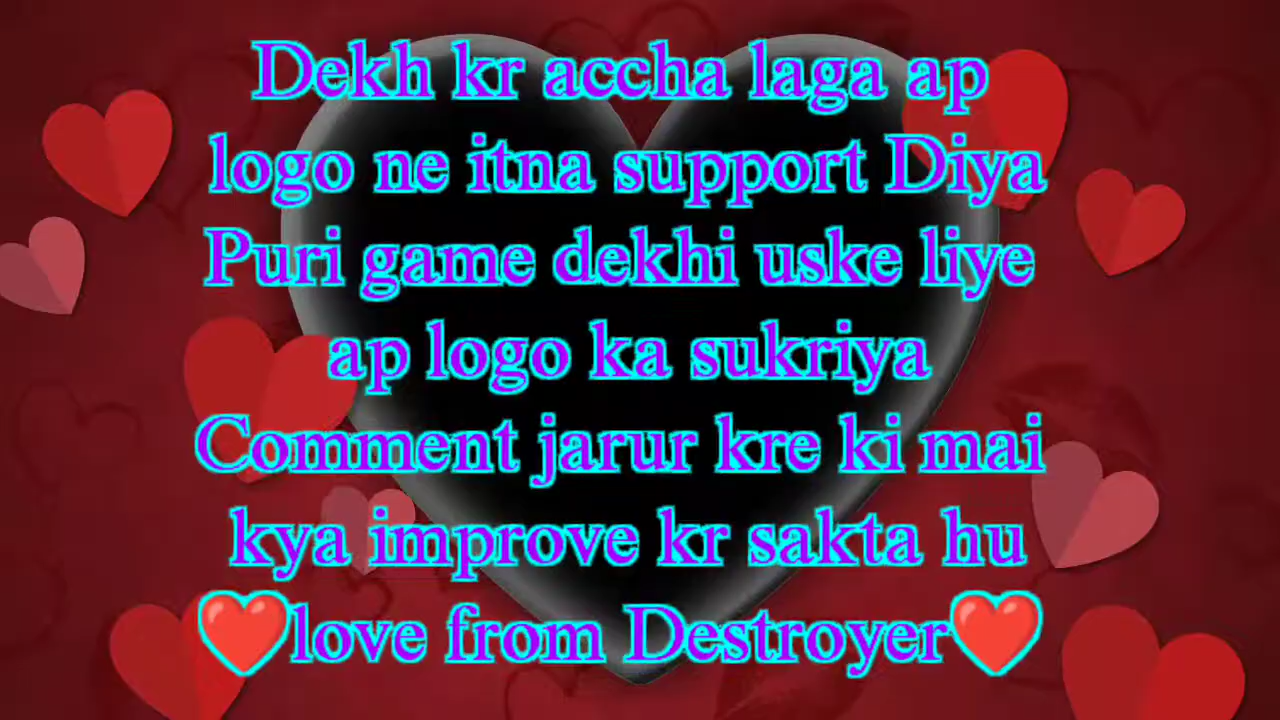 Dekh kr accha laga ap
logo ne itna support Diya
Puri game dekhi uske liye
ap logo ka sukriya
Comment jarur kre ki mai
kya improve kr sakta hu
❤️love from Destroyer❤️